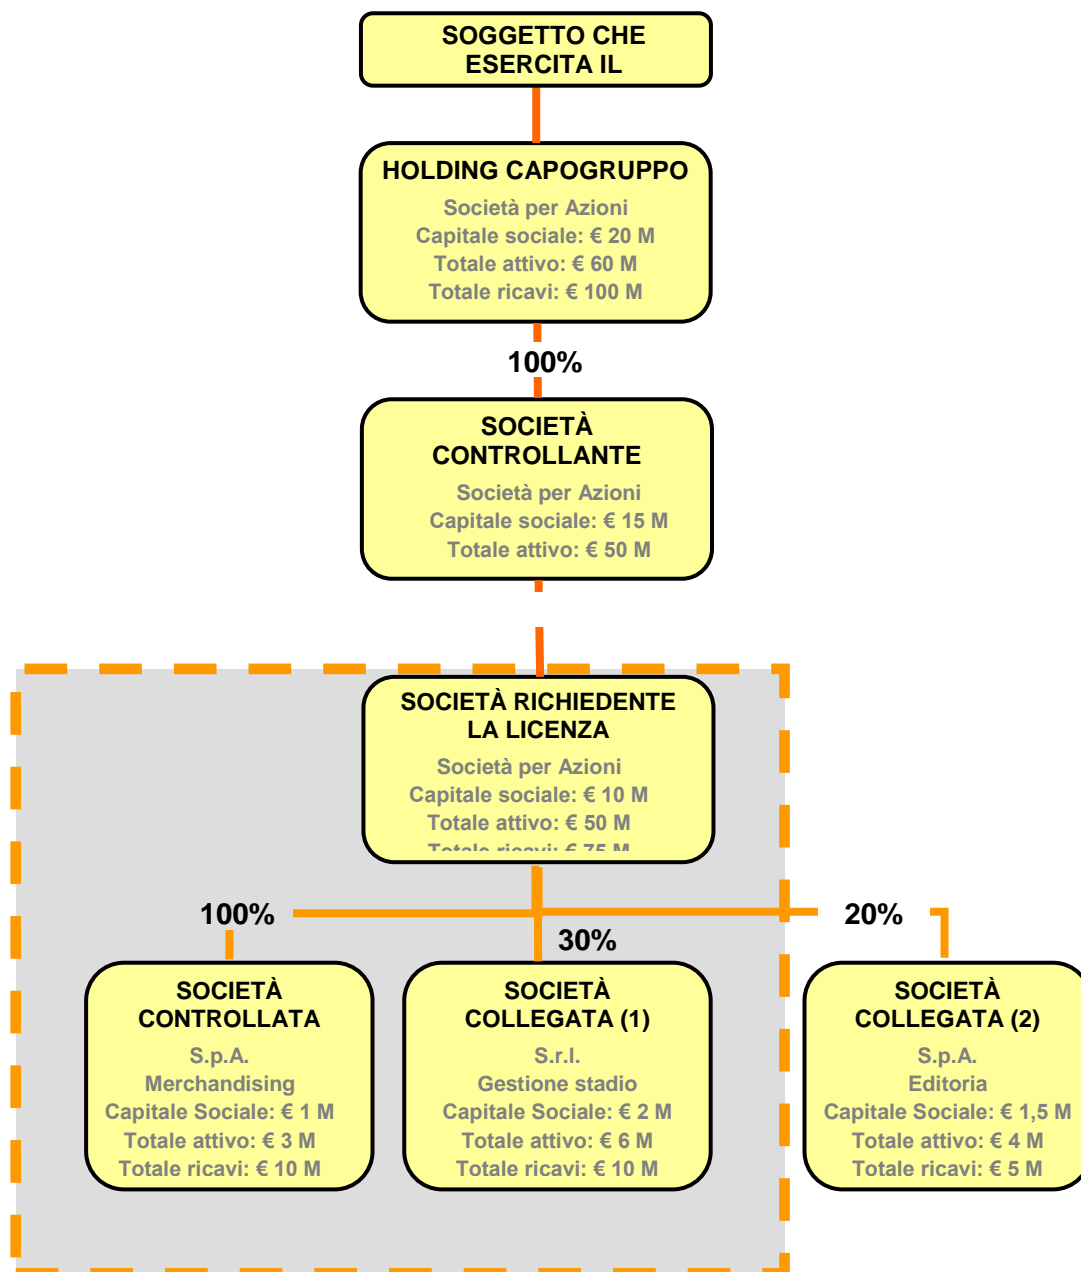 SOGGETTO CHE
ESERCITA IL
HOLDING CAPOGRUPPO
Società per Azioni
Capitale sociale: € 20 M
Totale attivo: € 60 M
Totale ricavi: € 100 M
100%
SOCIETÀ
CONTROLLANTE
Società per Azioni
Capitale sociale: € 15 M
Totale attivo: € 50 M
SOCIETÀ RICHIEDENTE
LA LICENZA
Società per Azioni
Capitale sociale: € 10 M
Totale attivo: € 50 M
Totale ricavi: € 75 M
100%
30%
20%
SOCIETÀ
CONTROLLATA
S.p.A.
Merchandising
Capitale Sociale: € 1 M
Totale attivo: € 3 M
Totale ricavi: € 10 M
SOCIETÀ
COLLEGATA (1)
S.r.l.
Gestione stadio
Capitale Sociale: € 2 M
Totale attivo: € 6 M
Totale ricavi: € 10 M
SOCIETÀ
COLLEGATA (2)
S.p.A.
Editoria
Capitale Sociale: € 1,5 M
Totale attivo: € 4 M
Totale ricavi: € 5 M